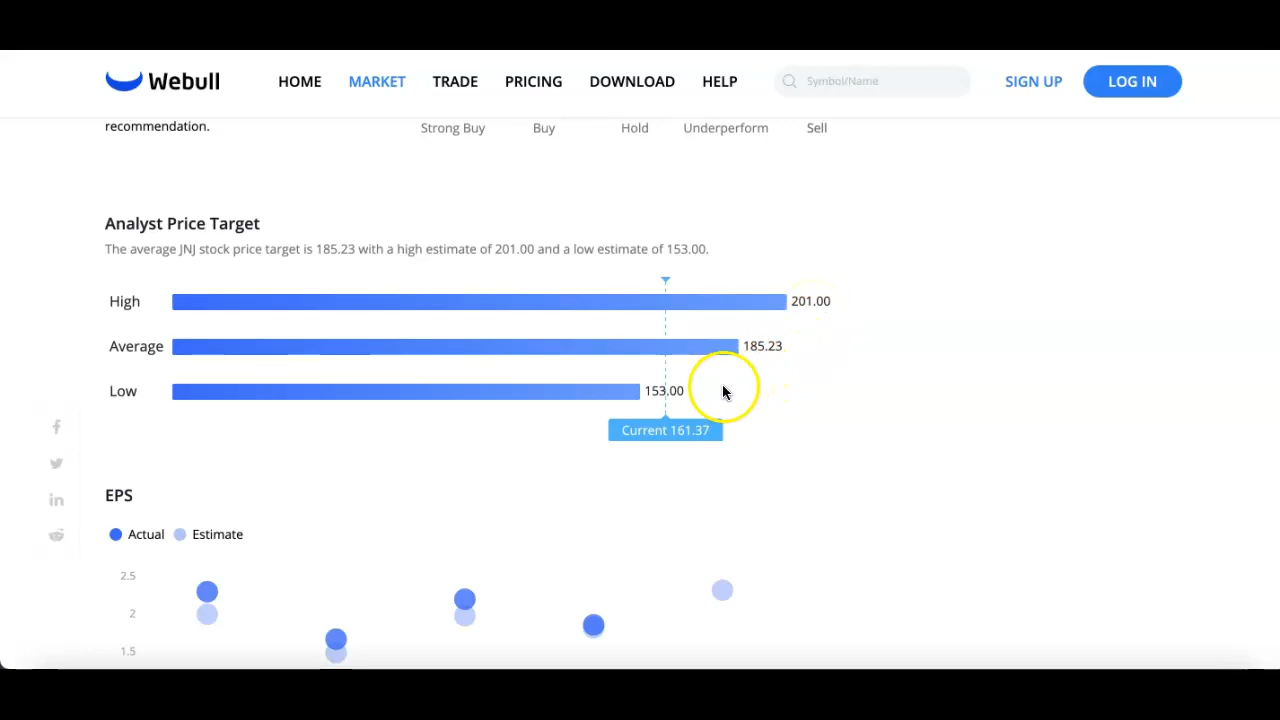 Webull HOME MARKET TRADE PRICING DOWNLOAD HELP Symbol/Name SIGN UP LOG IN
recommendation. Strong Buy Buy Hold Underperform Sell
Analyst Price Target
The average JNJ stock price target is 185.23 with a high estimate of 201.00 and a low estimate of 153.00.
High 201.00
Average 185.23
Low 153.00
Current 161.37
EPS
Actual Estimate
2.5
2
1.5